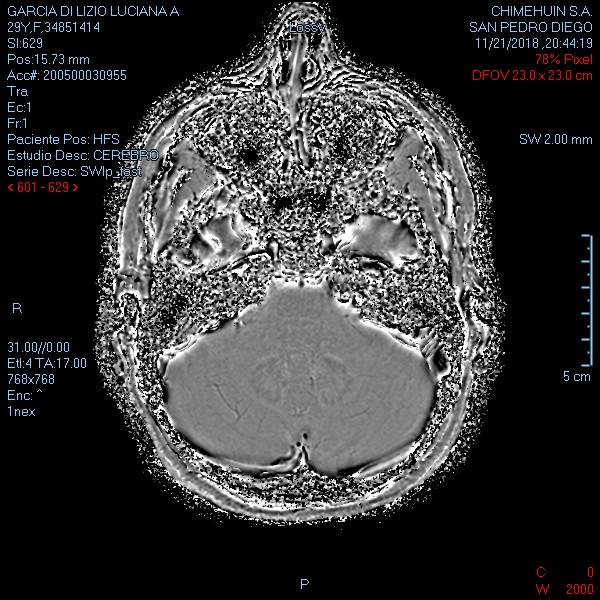 GARCIA DI LIZIO LUCIANA A
29Y,F,34851414
Sl:629
Pos:15.73 mm
Acc#: 200500030955
Tra
Ec:1
Fr:1
Paciente Pos: HFS
Estudio Desc: CEREBRO
Serie Desc: SWIp_fast
< 601 - 629 >
Lossy
CHIMEHUIN S.A.
SAN PEDRO DIEGO
11/21/2018 ,20:44:19
78% Pixel
DFOV 23.0 x 23.0 cm
SW 2.00 mm
R
31.00//0.00
Etl:4 TA:17.00
768x768
Enc: ^
1nex
5 cm
P
C 0
W 2000